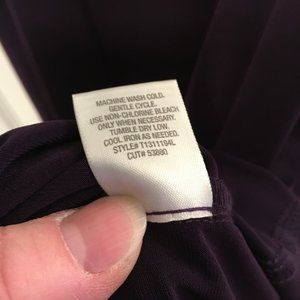 MACHINE WASH COLD.
GENTLE CYCLE.
USE NON-CHLORINE BLEACH
ONLY WHEN NECESSARY.
TUMBLE DRY LOW.
COOL IRON AS NEEDED.
STYLE# T1311194L
CUT# 53880